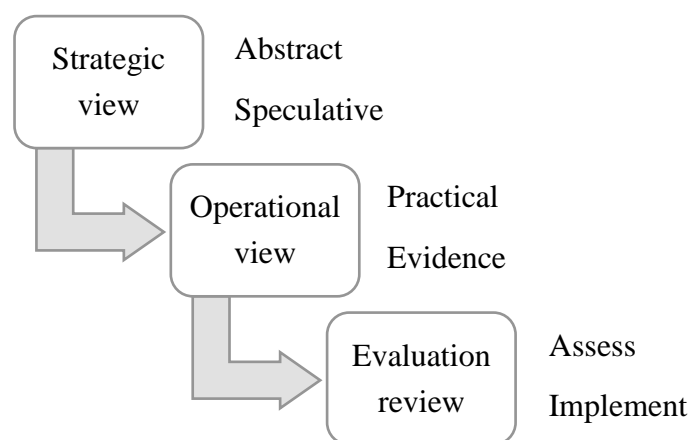 Strategic
view
Abstract
Speculative
Operational
view
Practical
Evidence
Evaluation
review
Assess
Implement